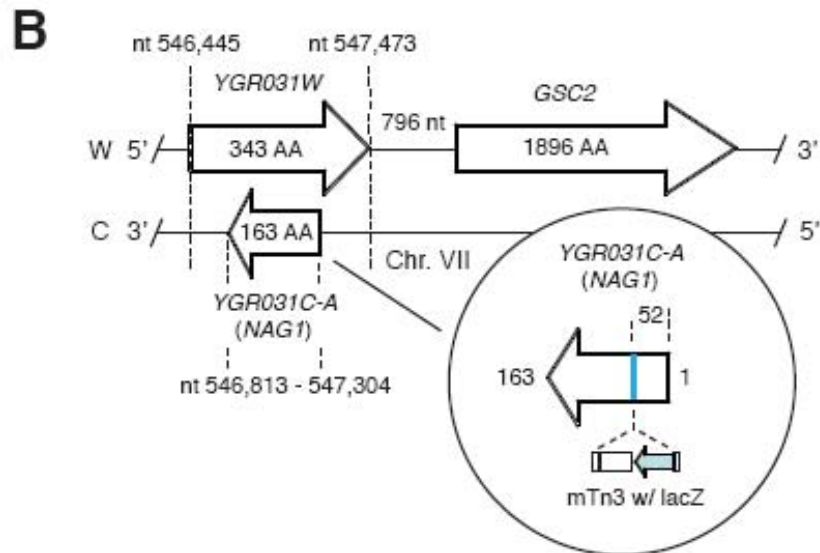 B
nt 546,445
nt 547,473
YGR031W
GSC2
796 nt
W 5'
343 AA
1896 AA
3'
C 3'
163 AA
5'
Chr. VII
YGR031C-A
(NAG1)
nt 546,813 - 547,304
YGR031C-A
(NAG1)
52
163
1
mTn3 w/ lacZ